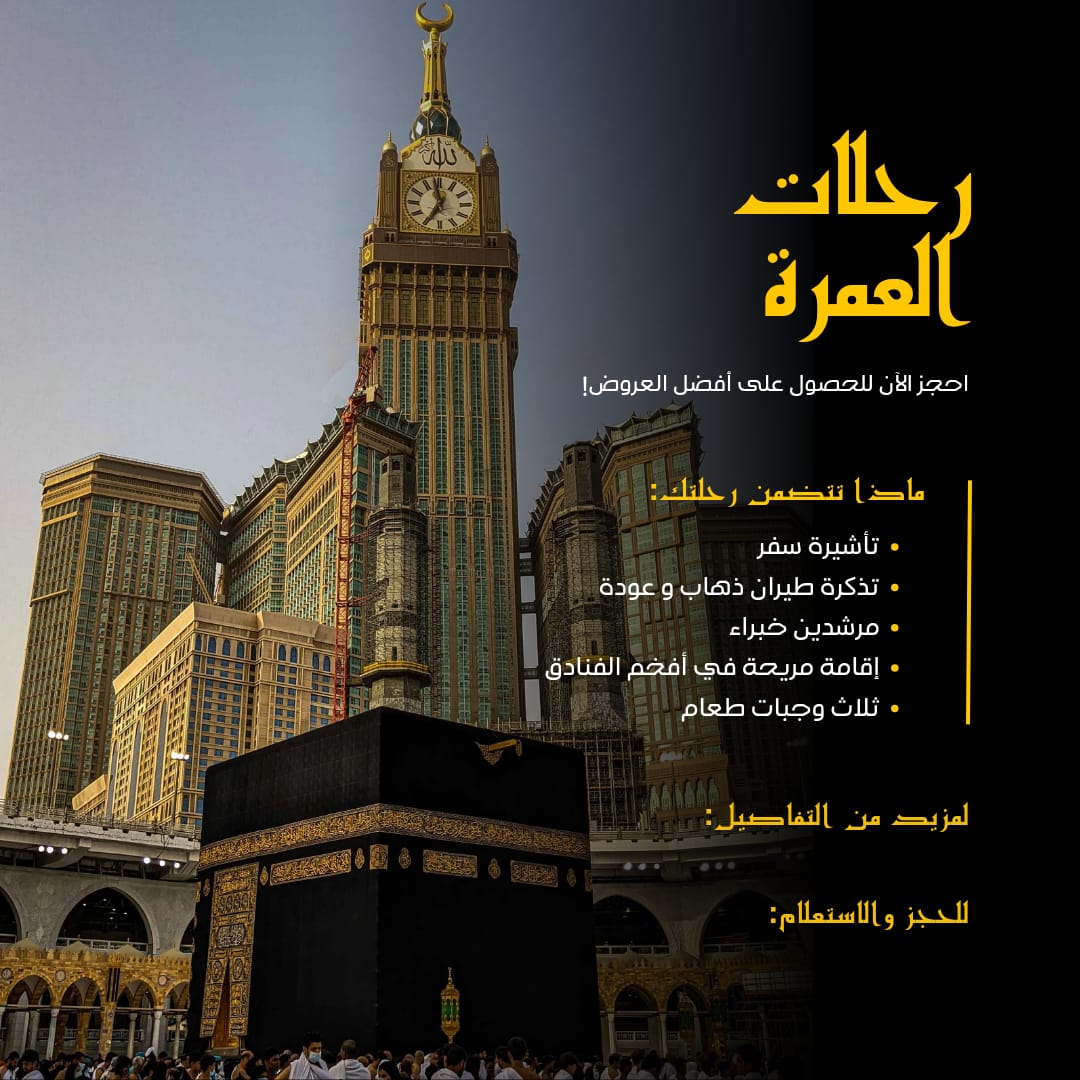 الله
رحلات
العمرة
احجز الآن للحصول على أفضل العروض!
ماذا تتضمن رحلتك:
• تأشيرة سفر
• تذكرة طيران ذهاب و عودة
• مرشدين خبراء
• إقامة مريحة في أفخم الفنادق
• ثلاث وجبات طعام
لمزيد من التفاصيل:
للحجز والاستعلام: